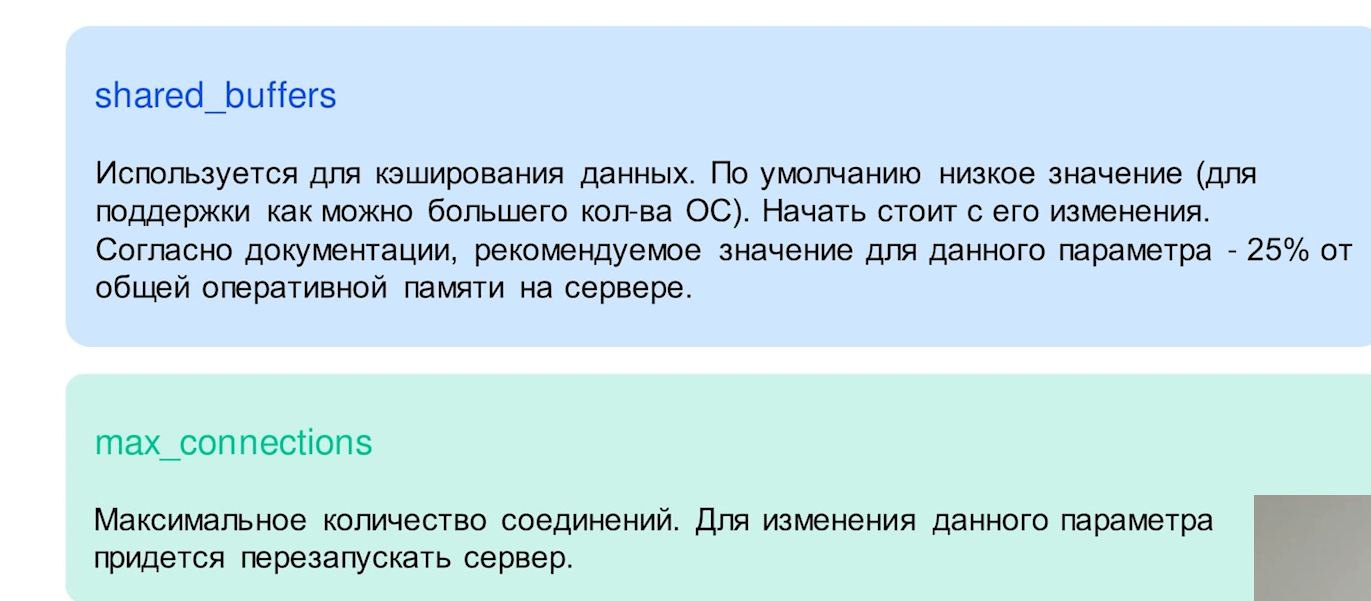 shared_buffers
Используется для кэширования данных. По умолчанию низкое значение (для
поддержки как можно большего кол-ва ОС). Начать стоит с его изменения.
Согласно документации, рекомендуемое значение для данного параметра - 25% от
общей оперативной памяти на сервере.
max_connections
Максимальное количество соединений. Для изменения данного параметра
придется перезапускать сервер.